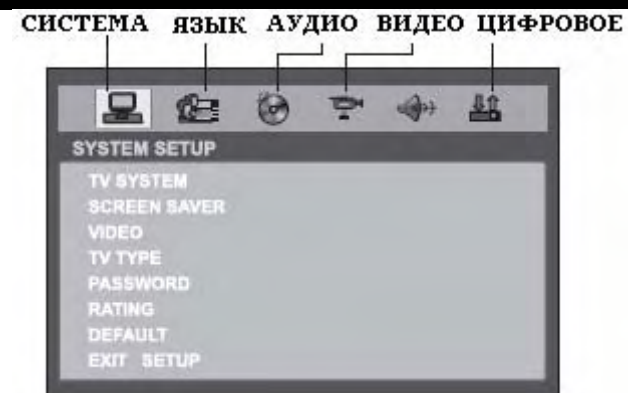 СИСТЕМА ЯЗЫК АУДИО ВИДЕО ЦИФРОВОЕ
SYSTEM SETUP
TV SYSTEM
SCREEN SAVER
VIDEO
TV TYPE
PASSWORD
RATING
DEFAULT
EXIT SETUP